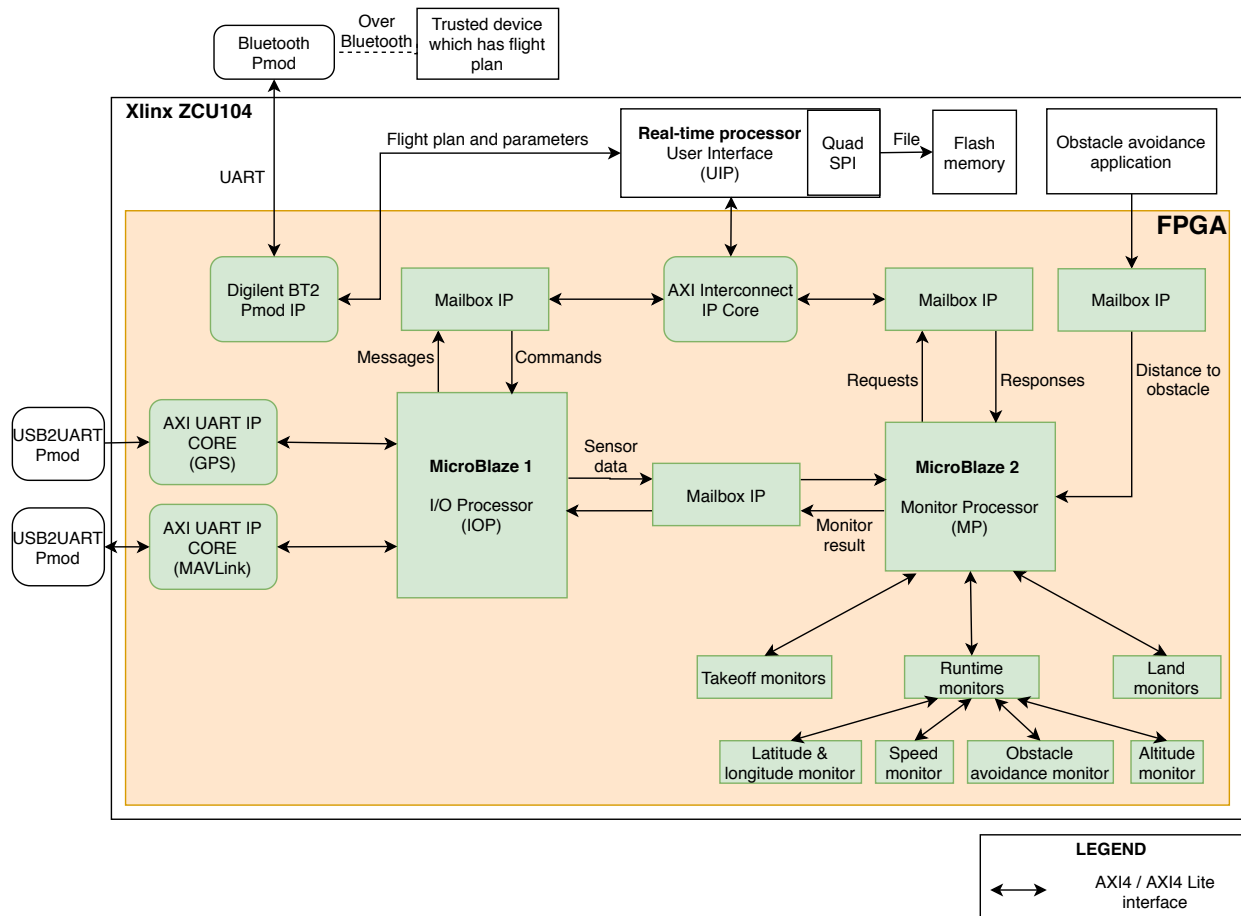 Over
Bluetooth
Bluetooth
Pmod
Trusted device
which has flight
plan
Xlinx ZCU104
UART
Flight plan and parameters
Real-time processor
User Interface
(UIP)
Quad
SPI
File
Flash
memory
Obstacle avoidance
application
FPGA
Digilent BT2
Pmod IP
Mailbox IP
AXI Interconnect
IP Core
Mailbox IP
Mailbox IP
Messages
Commands
Requests
Responses
Distance to
obstacle
USB2UART
Pmod
AXI UART IP
CORE
(GPS)
MicroBlaze 1
I/O Processor
(IOP)
Sensor
data
Mailbox IP
Monitor
result
MicroBlaze 2
Monitor Processor
(MP)
USB2UART
Pmod
AXI UART IP
CORE
(MAVLink)
Takeoff monitors
Runtime
monitors
Land
monitors
Latitude &
longitude monitor
Speed
monitor
Obstacle
avoidance monitor
Altitude
monitor
LEGEND
AXI4 / AXI4 Lite
interface